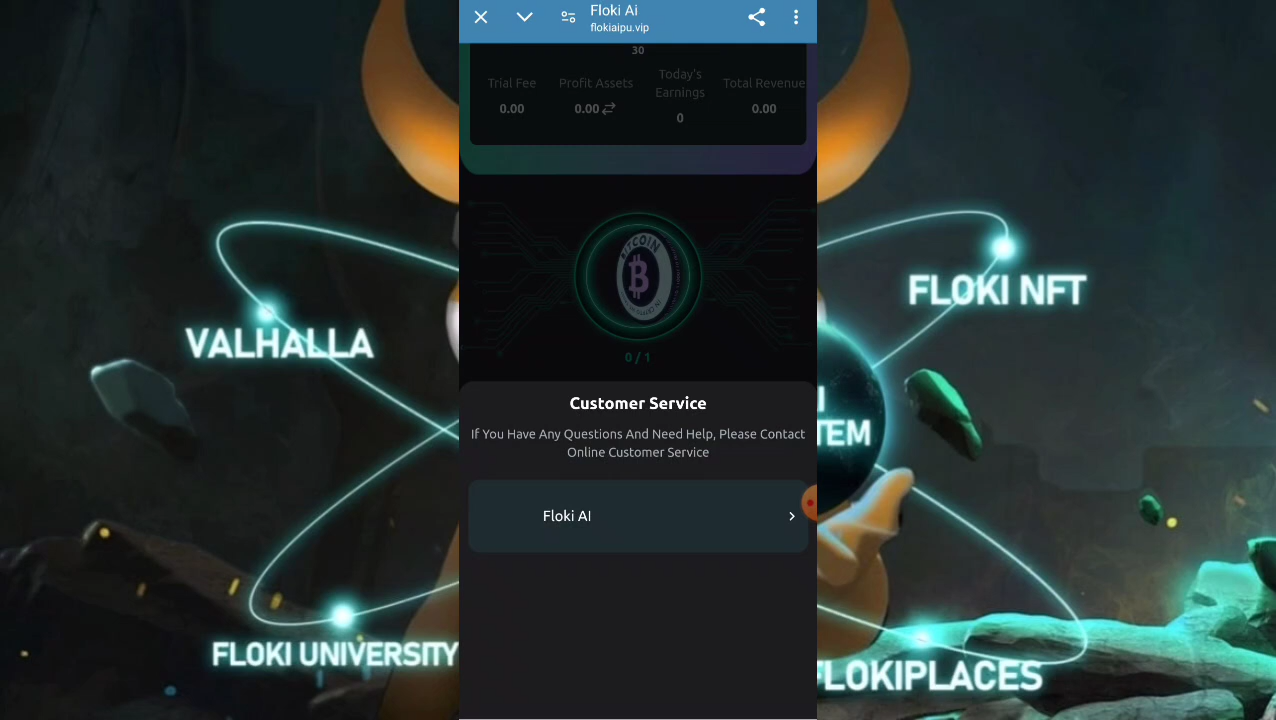 Floki Ai
flokiaipu.vip
30
Trial Fee
0.00
Profit Assets
0.00
Today's
Earnings
0
Total Revenue
0.00
BITCOIN
0 / 1
Customer Service
If You Have Any Questions And Need Help, Please Contact
Online Customer Service
Floki AI
VALHALLA
FLOKI UNIVERSITY
FLOKI NFT
TEM
FLOKIPLACES